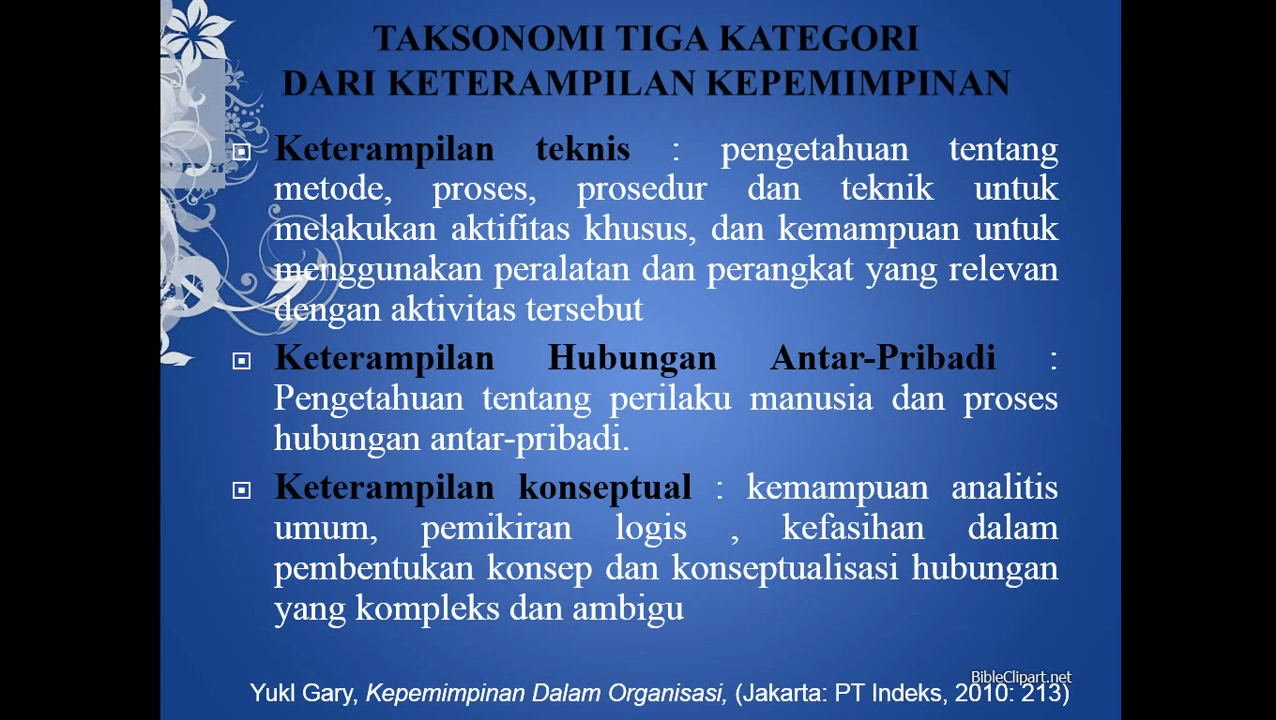 TAKSONOMI TIGA KATEGORI
DARI KETERAMPILAN KEPEMIMPINAN
Keterampilan teknis : pengetahuan tentang
metode, proses, prosedur dan teknik untuk
melakukan aktifitas khusus, dan kemampuan untuk
menggunakan peralatan dan perangkat yang relevan
dengan aktivitas tersebut
Keterampilan Hubungan Antar-Pribadi :
Pengetahuan tentang perilaku manusia dan proses
hubungan antar-pribadi.
Keterampilan konseptual : kemampuan analitis
umum, pemikiran logis , kefasihan dalam
pembentukan konsep dan konseptualisasi hubungan
yang kompleks dan ambigu
BibleClipart.net
Yukl Gary, Kepemimpinan Dalam Organisasi, (Jakarta: PT Indeks, 2010: 213)